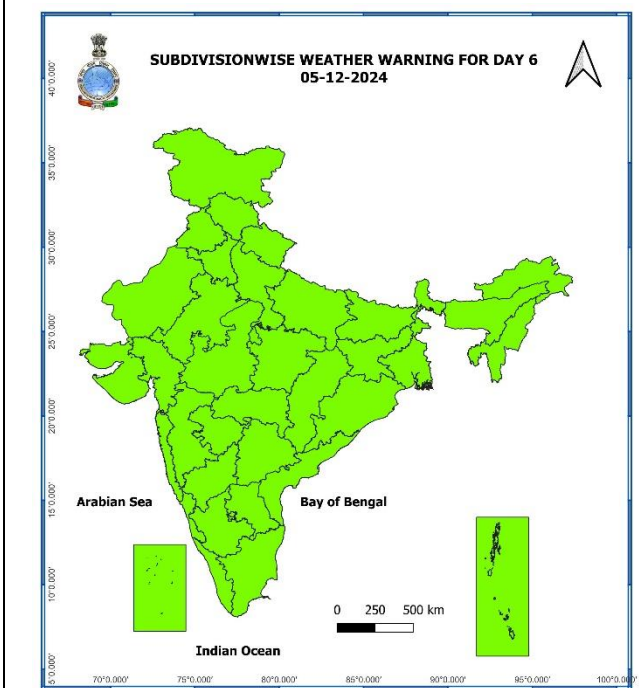 SUBDIVISIONWISE WEATHER WARNING FOR DAY 6
05-12-2024
40°0.000'
35°0.000'
30°0.000'
25°0.000'
20°0.000'
15°0.000'
10°0.000'
5°0.000'
Arabian Sea
Bay of Bengal
0 250 500 km
Indian Ocean
70°0.000' 75°0.000' 80°0.000' 85°0.000' 90°0.000' 95°0.000' 100°0.000'